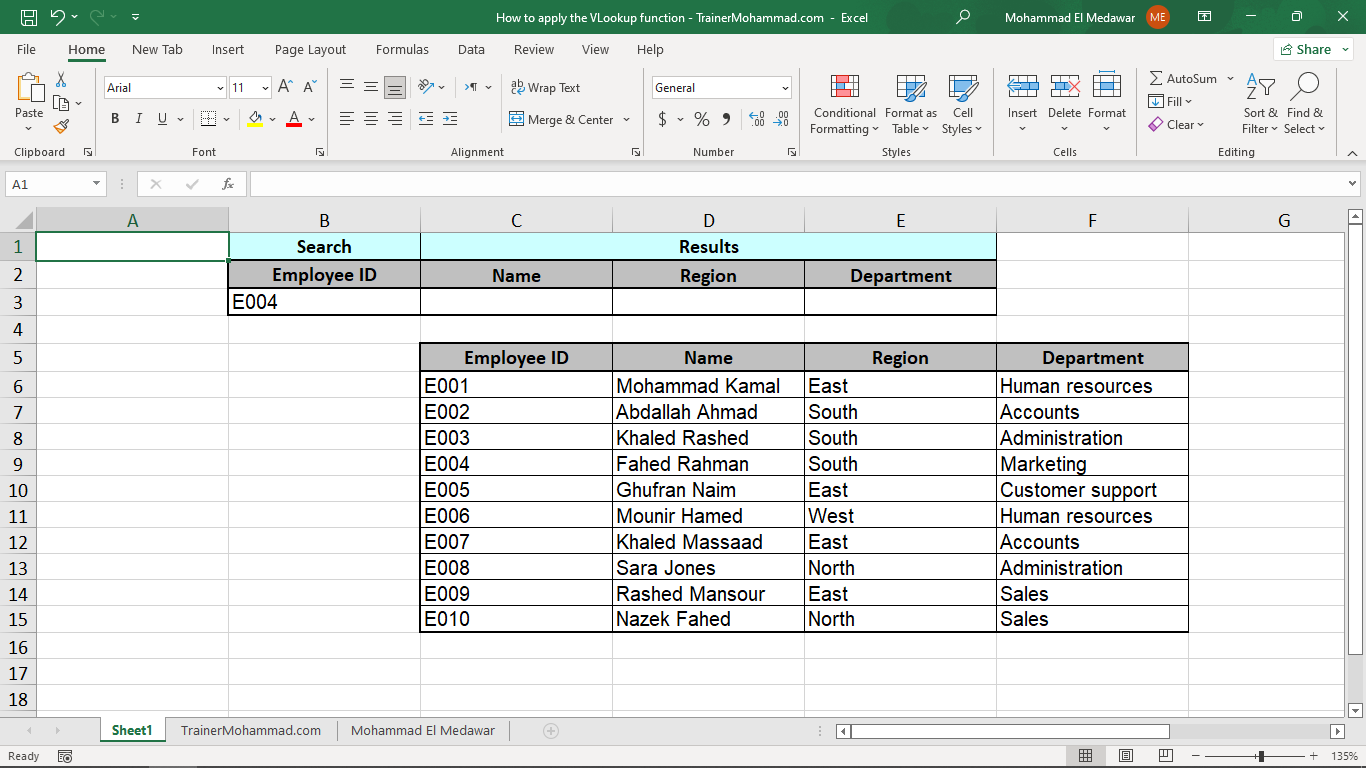 How to apply the VLookup function - TrainerMohammad.com - Excel
Mohammad El Medawar ME
File Home New Tab Insert Page Layout Formulas Data Review View Help Share
Paste
Arial 11
B I U A
Wrap Text
Merge & Center
General
$ % 9
Conditional Formatting
Format as Table
Cell Styles
Insert Delete Format
AutoSum
Fill
Clear
Sort & Filter
Find & Select
Clipboard Font Alignment Number Styles Cells Editing
A1 fx
A B C D E F G
1 Search Results
2 Employee ID Name Region Department
3 E004
4
5 Employee ID Name Region Department
6 E001 Mohammad Kamal East Human resources
7 E002 Abdallah Ahmad South Accounts
8 E003 Khaled Rashed South Administration
9 E004 Fahed Rahman South Marketing
10 E005 Ghufran Naim East Customer support
11 E006 Mounir Hamed West Human resources
12 E007 Khaled Massaad East Accounts
13 E008 Sara Jones North Administration
14 E009 Rashed Mansour East Sales
15 E010 Nazek Fahed North Sales
16
17
18
Sheet1 TrainerMohammad.com Mohammad El Medawar
Ready 135%